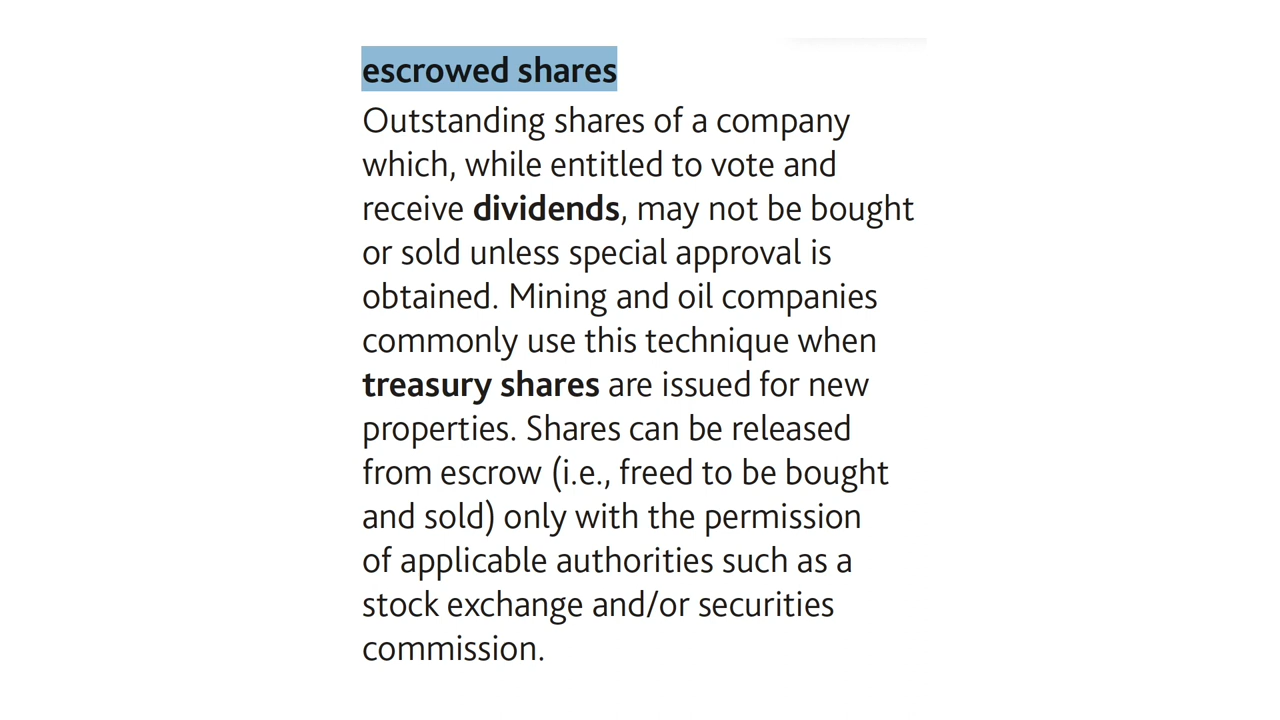 escrowed shares
Outstanding shares of a company
which, while entitled to vote and
receive dividends, may not be bought
or sold unless special approval is
obtained. Mining and oil companies
commonly use this technique when
treasury shares are issued for new
properties. Shares can be released
from escrow (i.e., freed to be bought
and sold) only with the permission
of applicable authorities such as a
stock exchange and/or securities
commission.